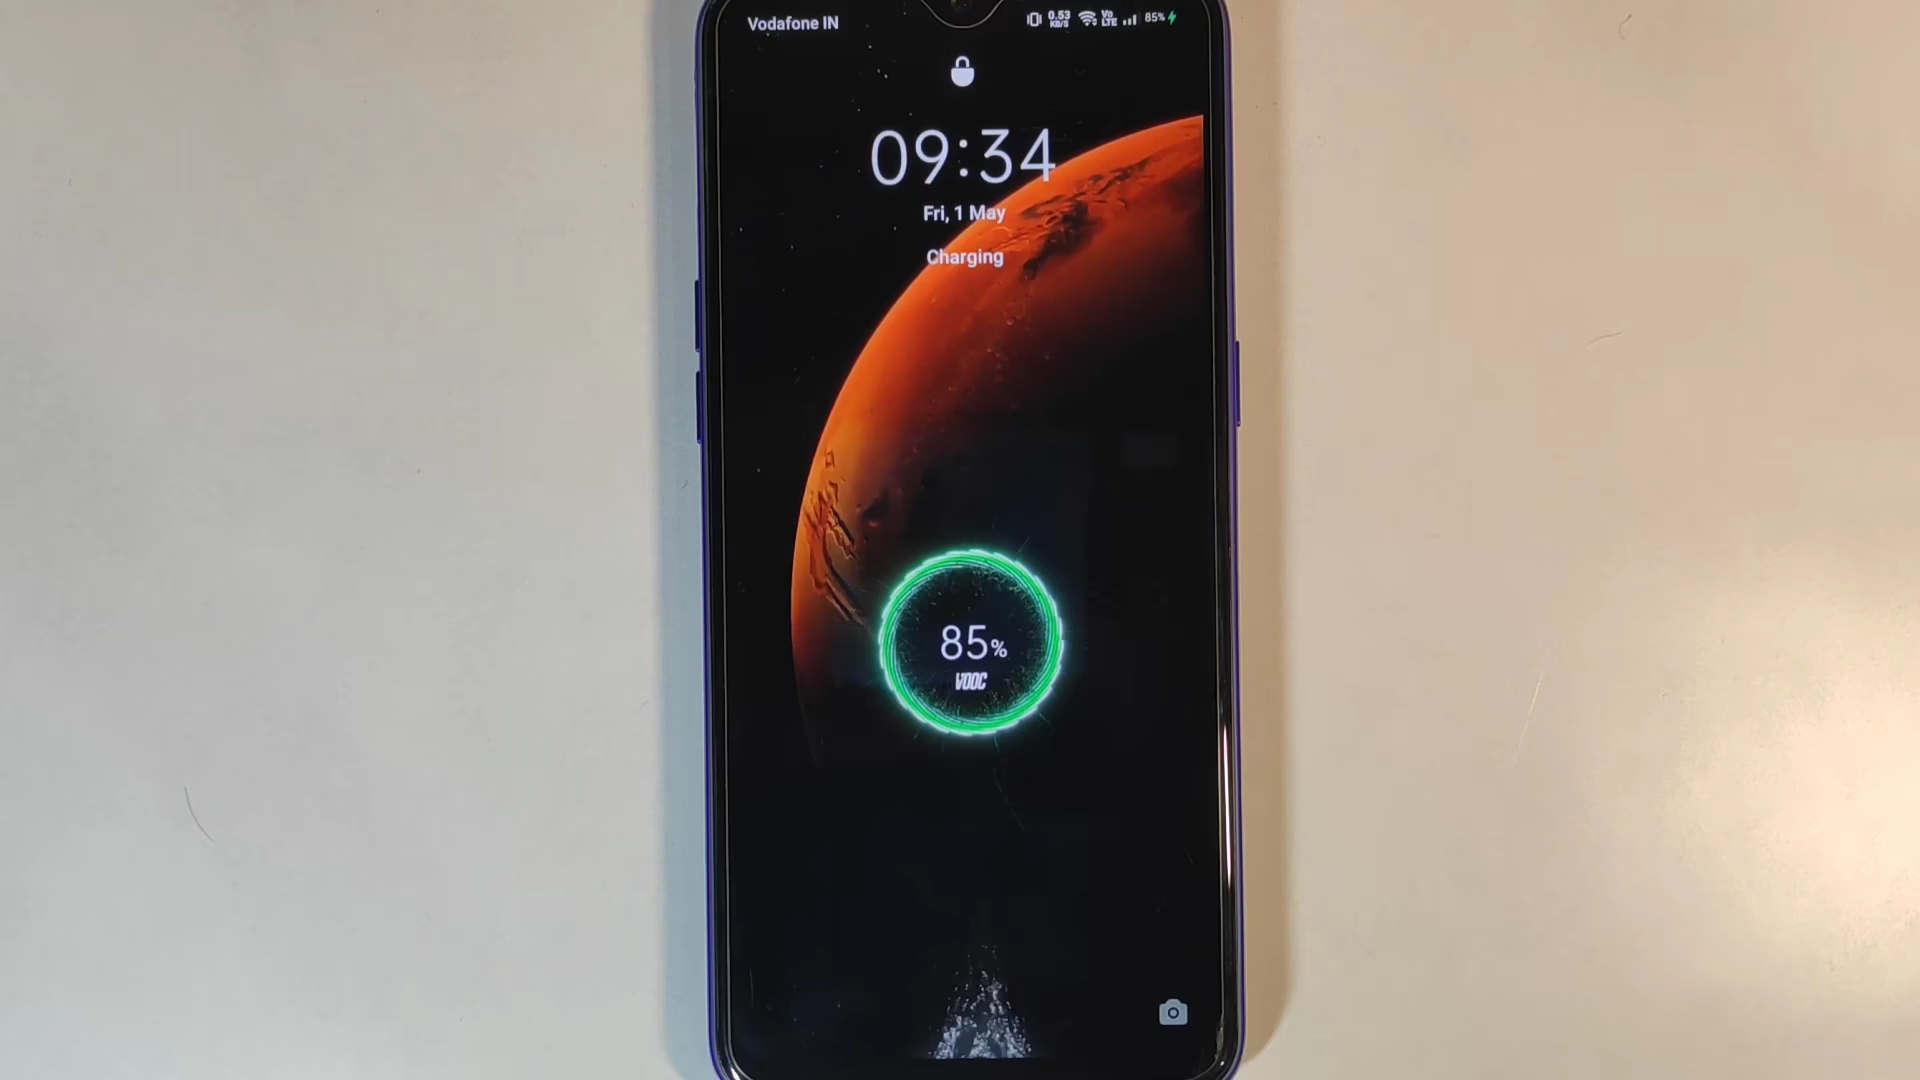 Vodafone IN
0.53
KB/S
Vo
LTE
85%
09:34
Fri, 1 May
Charging
85%
VOOC